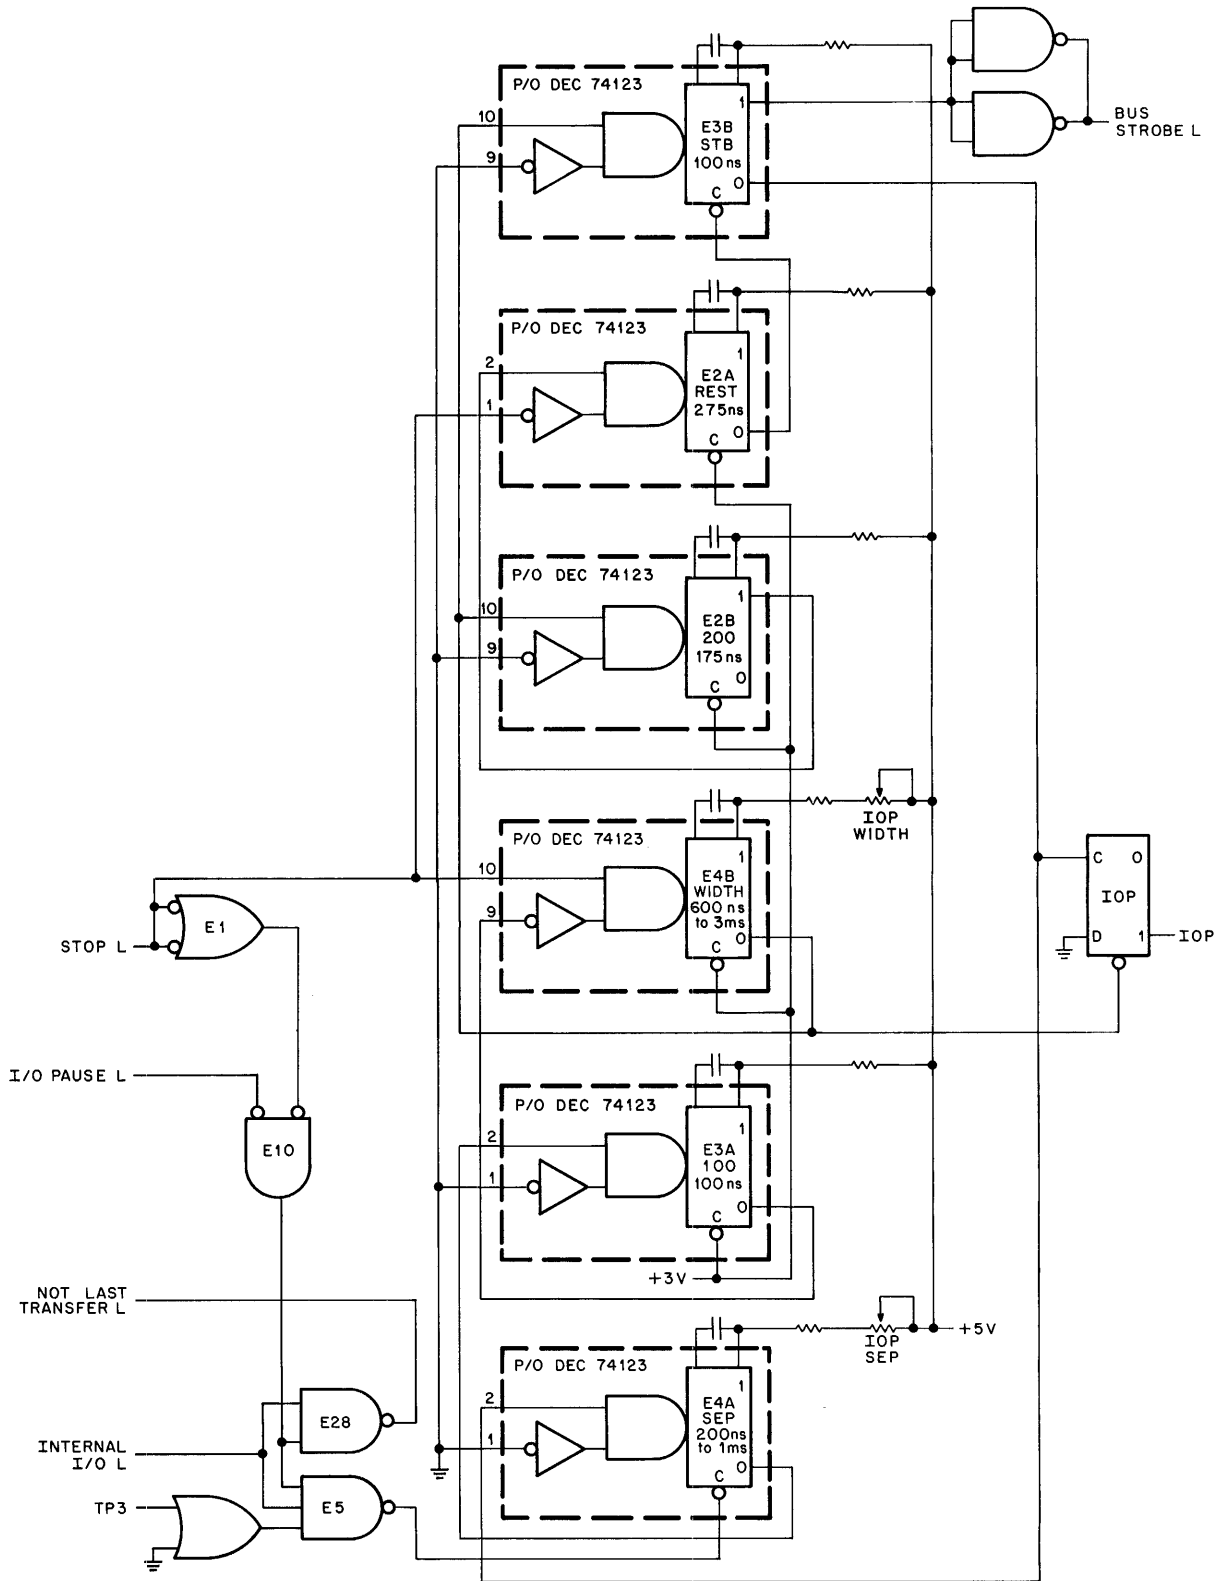 P/O DEC 74123
10
9
E3B
STB
100 ns
1
0
C
BUS
STROBE L
P/O DEC 74123
2
1
E2A
REST
275ns
1
0
C
P/O DEC 74123
10
9
E2B
200
175ns
1
0
C
IOP
WIDTH
P/O DEC 74123
10
9
E4B
WIDTH
600 ns
to 3ms
1
0
C
C 0
IOP
D 1
IOP
E1
STOP L
I/O PAUSE L
E10
P/O DEC 74123
2
1
E3A
100
100ns
1
0
C
+3V
NOT LAST
TRANSFER L
IOP
SEP
+5V
P/O DEC 74123
2
1
E4A
SEP
200ns
to 1ms
1
0
C
E28
INTERNAL
I/O L
E5
TP3